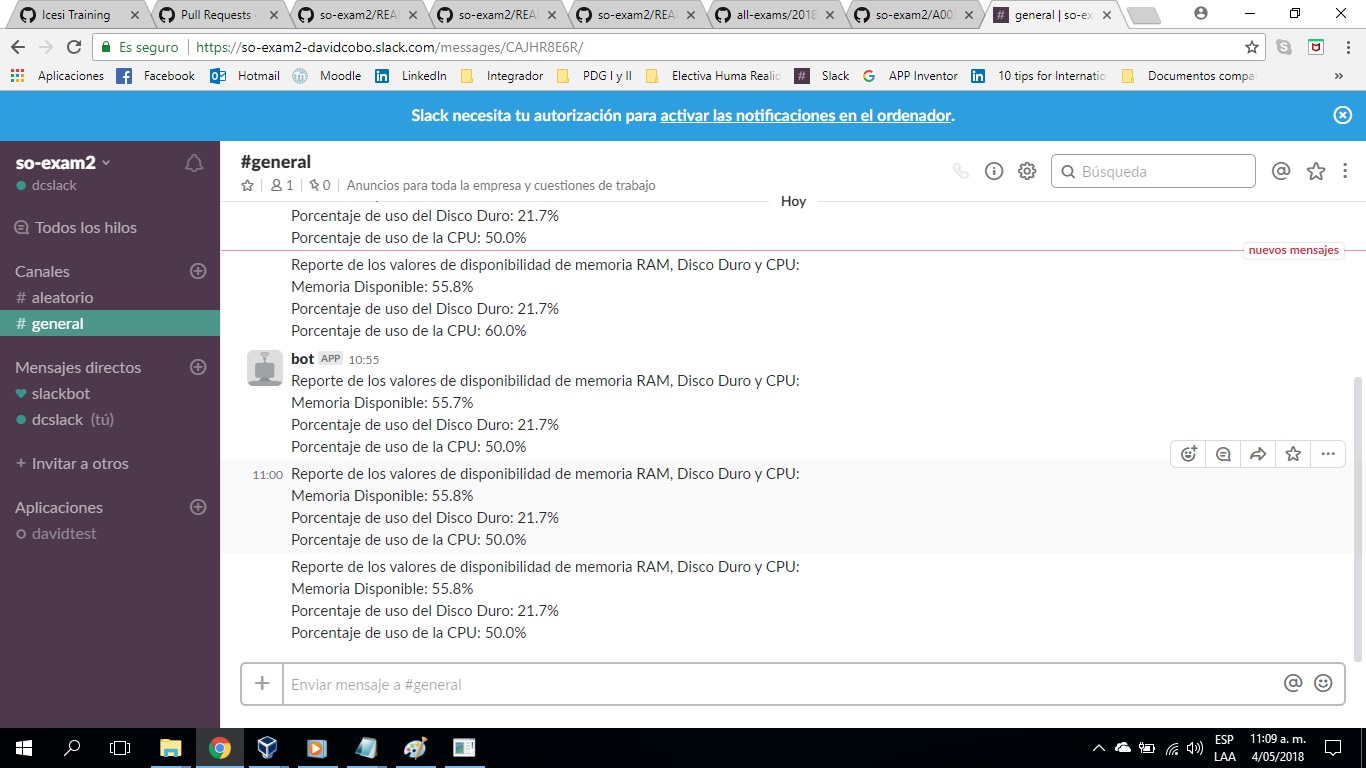 Icesi Training
Pull Requests
so-exam2/REA
so-exam2/REA
so-exam2/REA
all-exams/2018
so-exam2/A00
general | so-ex
Es seguro | https://so-exam2-davidcobo.slack.com/messages/CAJHR8E6R/
Aplicaciones Facebook Hotmail Moodle LinkedIn Integrador PDG I y II Electiva Huma Realid Slack APP Inventor 10 tips for Internatio Documentos compa »
Slack necesita tu autorización para activar las notificaciones en el ordenador.
so-exam2
dcslack
Todos los hilos
Canales
# aleatorio
# general
Mensajes directos
slackbot
dcslack (tú)
+ Invitar a otros
Aplicaciones
davidtest
#general
1 | 0 | Anuncios para toda la empresa y cuestiones de trabajo
Búsqueda
Hoy
Porcentaje de uso del Disco Duro: 21.7%
Porcentaje de uso de la CPU: 50.0%
nuevos mensajes
Reporte de los valores de disponibilidad de memoria RAM, Disco Duro y CPU:
Memoria Disponible: 55.8%
Porcentaje de uso del Disco Duro: 21.7%
Porcentaje de uso de la CPU: 60.0%
bot APP 10:55
Reporte de los valores de disponibilidad de memoria RAM, Disco Duro y CPU:
Memoria Disponible: 55.7%
Porcentaje de uso del Disco Duro: 21.7%
Porcentaje de uso de la CPU: 50.0%
11:00 Reporte de los valores de disponibilidad de memoria RAM, Disco Duro y CPU:
Memoria Disponible: 55.8%
Porcentaje de uso del Disco Duro: 21.7%
Porcentaje de uso de la CPU: 50.0%
Reporte de los valores de disponibilidad de memoria RAM, Disco Duro y CPU:
Memoria Disponible: 55.8%
Porcentaje de uso del Disco Duro: 21.7%
Porcentaje de uso de la CPU: 50.0%
Enviar mensaje a #general
ESP
LAA
11:09 a. m.
4/05/2018